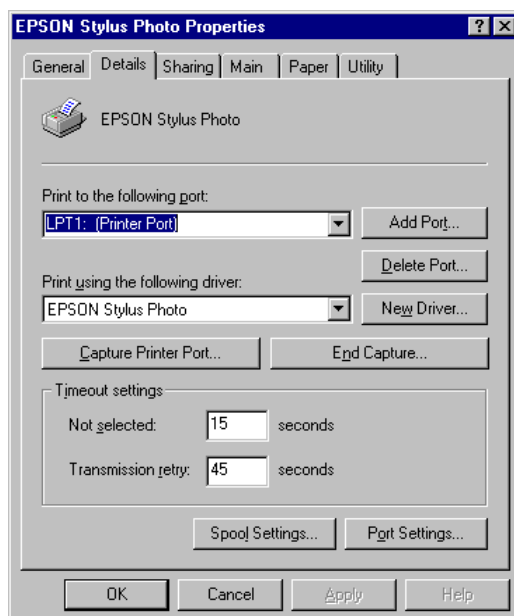 EPSON Stylus Photo Properties
General Details Sharing Main Paper Utility
EPSON Stylus Photo
Print to the following port:
LPT1: (Printer Port) Add Port...
Delete Port...
Print using the following driver:
EPSON Stylus Photo New Driver...
Capture Printer Port... End Capture...
Timeout settings
Not selected: 15 seconds
Transmission retry: 45 seconds
Spool Settings... Port Settings...
OK Cancel Apply Help